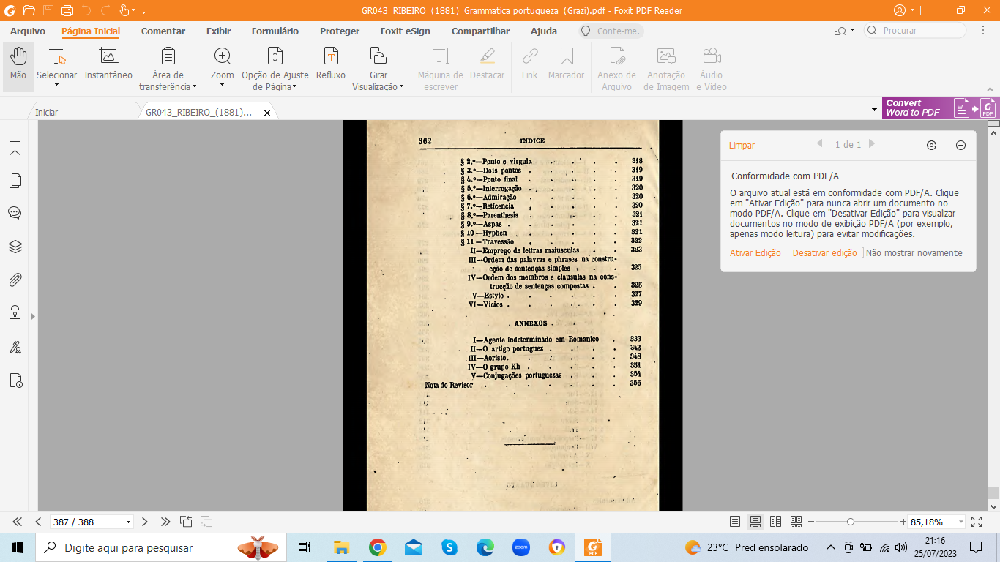 GR043_RIBEIRO_(1881)_Grammatica portugueza_(Grazi).pdf - Foxit PDF Reader
Arquivo Página Inicial Comentar Exibir Formulário Proteger Foxit eSign Compartilhar Ajuda Conte-me. Procurar
Mão
Selecionar
Instantâneo
Área de
transferência
Zoom
Opção de Ajuste
de Página
Refluxo
Girar
Visualização
Máquina de
escrever
Destacar
Link
Marcador
Anexo de
Arquivo
Anotação
de Imagem
Áudio
e Vídeo
Iniciar
GR043_RIBEIRO_(1881)...
Convert
Word to PDF
362 INDICE
§ 2.º—Ponto e virgula . . . . . 318
§ 3.º—Dois pontos . . . . . 319
§ 4.º—Ponto final . . . . . 319
§ 5.º—Interrogação . . . . . 320
§ 6.º—Admiração . . . . . 320
§ 7.º—Reticencia . . . . . 320
§ 8.º—Parenthesis . . . . . 321
§ 9.º—Aspas . . . . . . 321
§ 10—Hyphen . . . . . 321
§ 11—Travessão . . . . . 322
II—Emprego de lettras maiusculas . . 323
III—Ordem das palavras e phrases na constru-
cção de sentenças simples . . . 325
IV—Ordem dos membros e clausulas na cons-
trucção de sentenças compostas . . 325
V—Estylo . . . . . . 327
VI—Vicios . . . . . . 329
ANNEXOS
I—Agente indeterminado em Romanico . 333
II—O artigo portuguez . . . . 343
III—Aoristo. . . . . . 348
IV—O grupo Kh . . . . . 351
V—Conjugações portuguezas . . . 354
Nota do Revisor . . . . . . . 356
Limpar 1 de 1
Conformidade com PDF/A
O arquivo atual está em conformidade com PDF/A. Clique
em "Ativar Edição" para nunca abrir um documento no
modo PDF/A. Clique em "Desativar Edição" para visualizar
documentos no modo de exibição PDF/A (por exemplo,
apenas modo leitura) para evitar modificações.
Ativar Edição Desativar edição Não mostrar novamente
387 / 388
85,18%
Digite aqui para pesquisar
zoom
PDF
23°C Pred ensolarado
21:16
25/07/2023